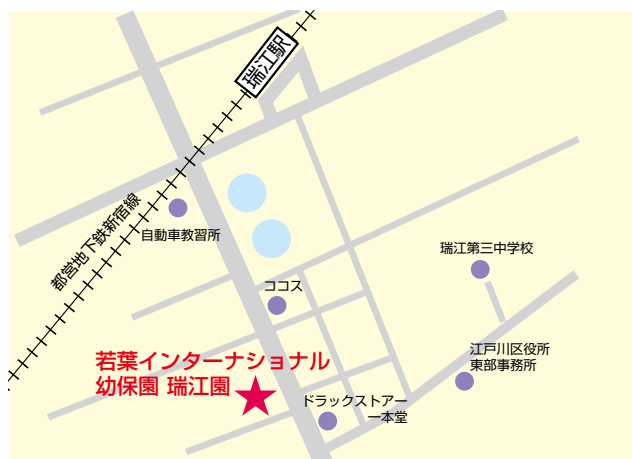 瑞江駅
都営地下鉄新宿線
自動車教習所
瑞江第三中学校
ココス
江戸川区役所
東部事務所
若葉インターナショナル
幼保園 瑞江園
ドラックストアー
一本堂